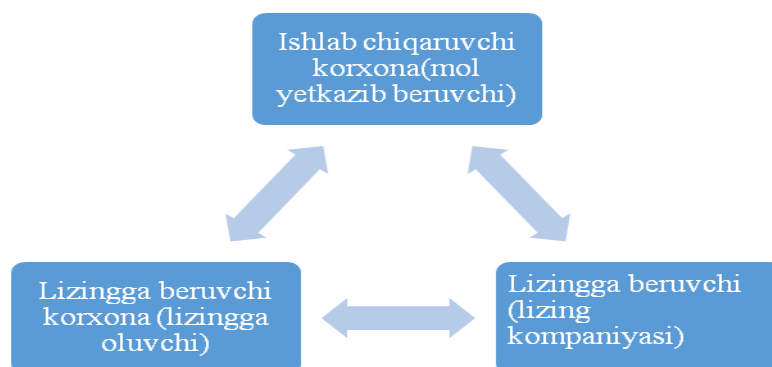 Ishlab chiqaruvchi
korxona(mol
yetkazib beruvchi)
Lizingga beruvchi
korxona (lizingga
oluvchi)
Lizingga beruvchi
(lizing
kompaniyasi)